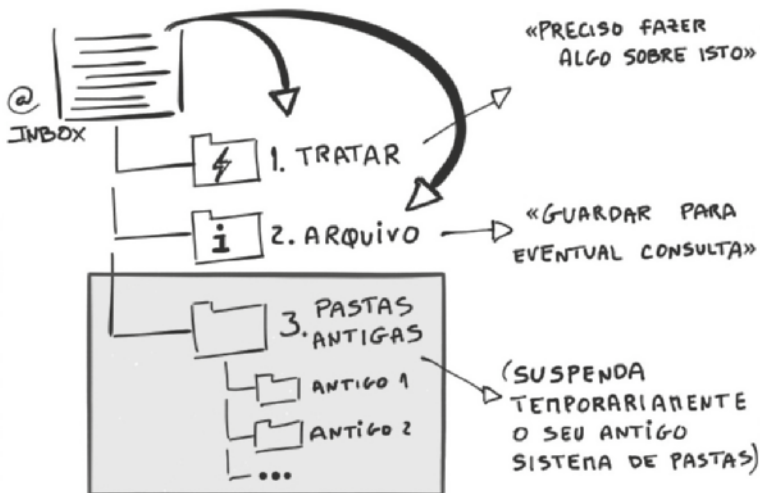 @
INBOX
«PRECISO FAZER
ALGO SOBRE ISTO»
1. TRATAR
i
2. ARQUIVO
«GUARDAR PARA
EVENTUAL CONSULTA»
3. PASTAS
ANTIGAS
ANTIGO 1
ANTIGO 2
...
(SUSPENDA
TEMPORARIAMENTE
O SEU ANTIGO
SISTEMA DE PASTAS)